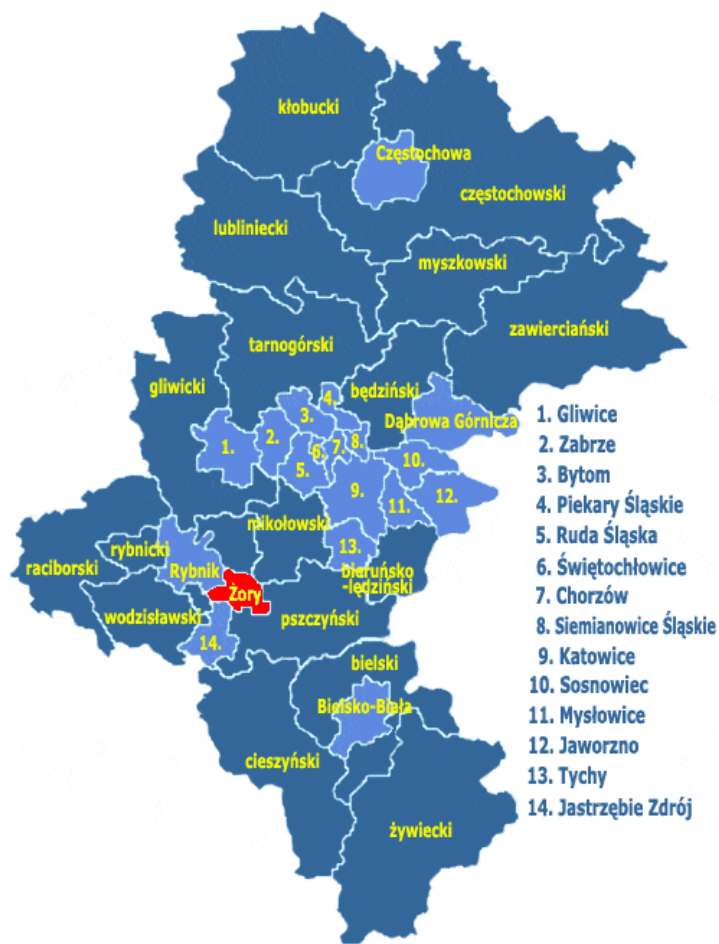 kłobucki
Częstochowa
częstochowski
lubliniecki
myszkowski
zawierciański
tarnogórski
gliwicki
będziński
4.
3.
Dąbrowa Górnicza
2.
1.
6.
7.
8.
5.
10.
9.
11.
12.
mikołowski
13.
rybnicki
Rybnik
raciborski
bieruńsko
-lędziński
Żory
wodzisławski
pszczyński
14.
bielski
Bielsko-Biała
cieszyński
żywiecki
1. Gliwice
2. Zabrze
3. Bytom
4. Piekary Śląskie
5. Ruda Śląska
6. Świętochłowice
7. Chorzów
8. Siemianowice Śląskie
9. Katowice
10. Sosnowiec
11. Mysłowice
12. Jaworzno
13. Tychy
14. Jastrzębie Zdrój